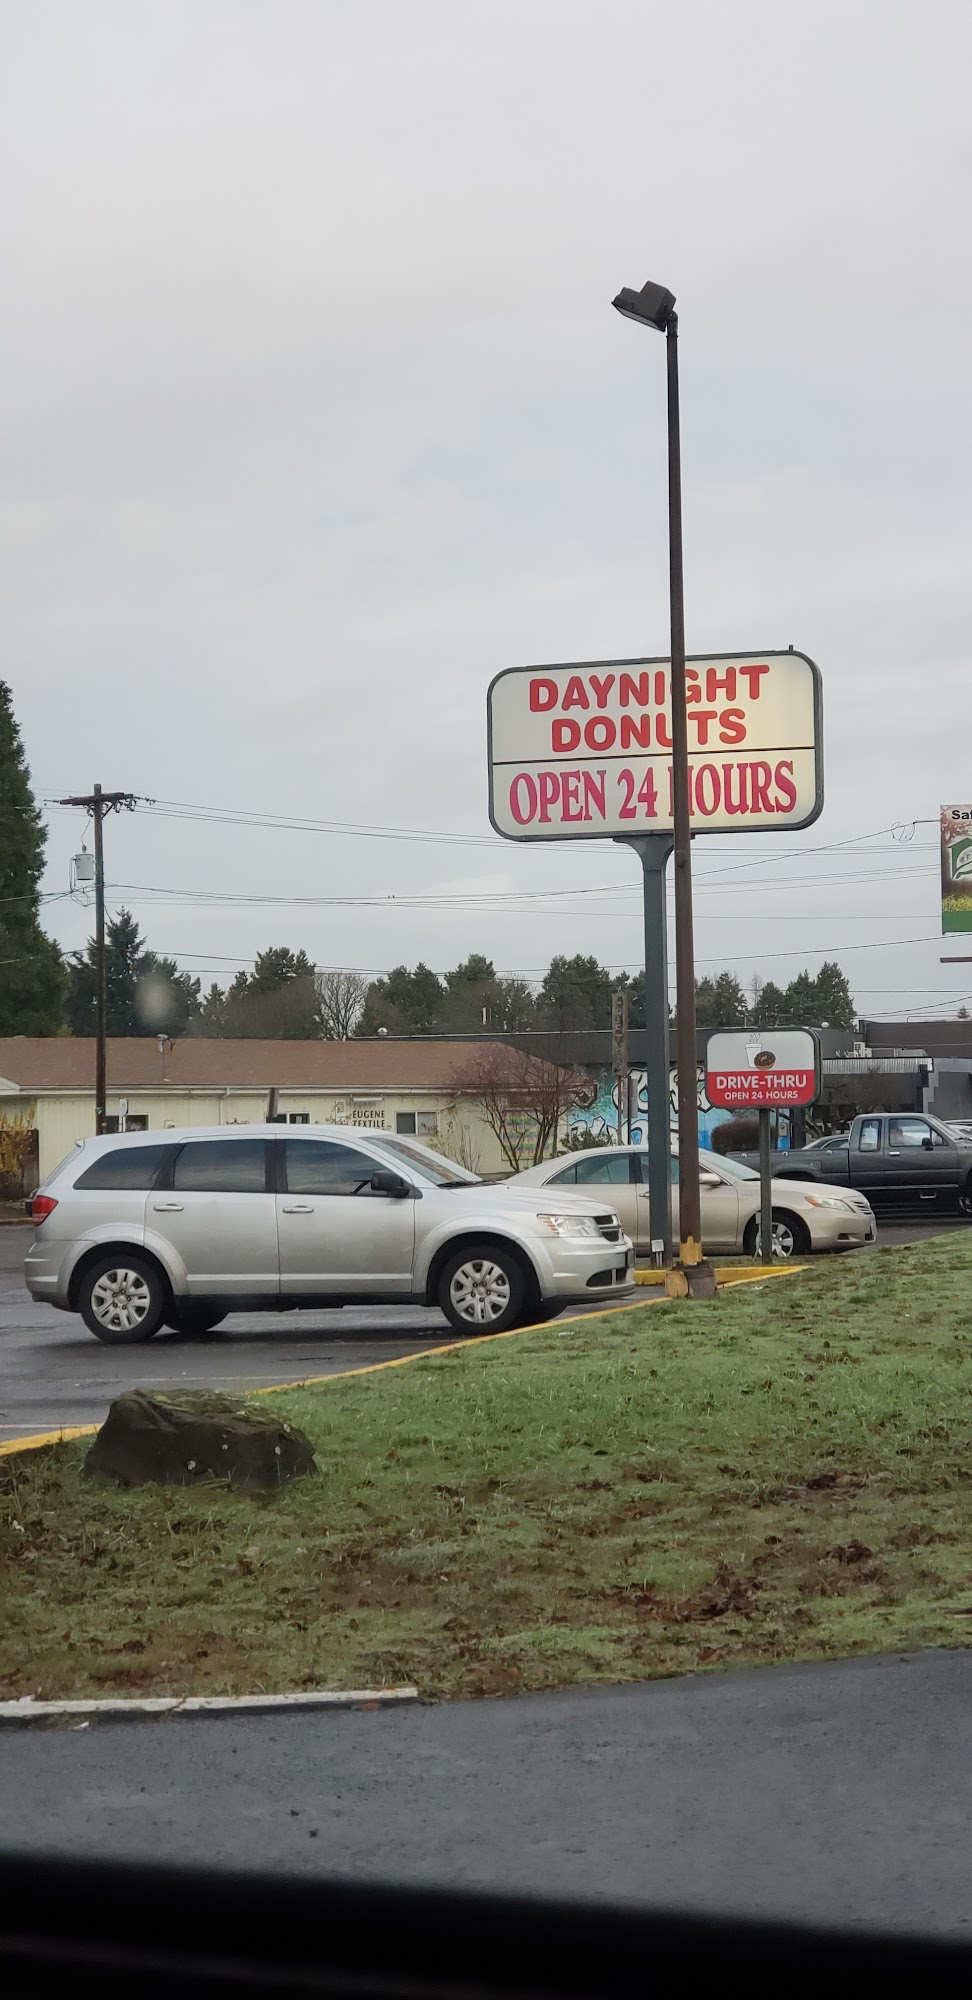 DAYNIGHT
DONUTS
OPEN 24 HOURS
DRIVE-THRU
OPEN 24 HOURS
EUGENE
TEXTILE